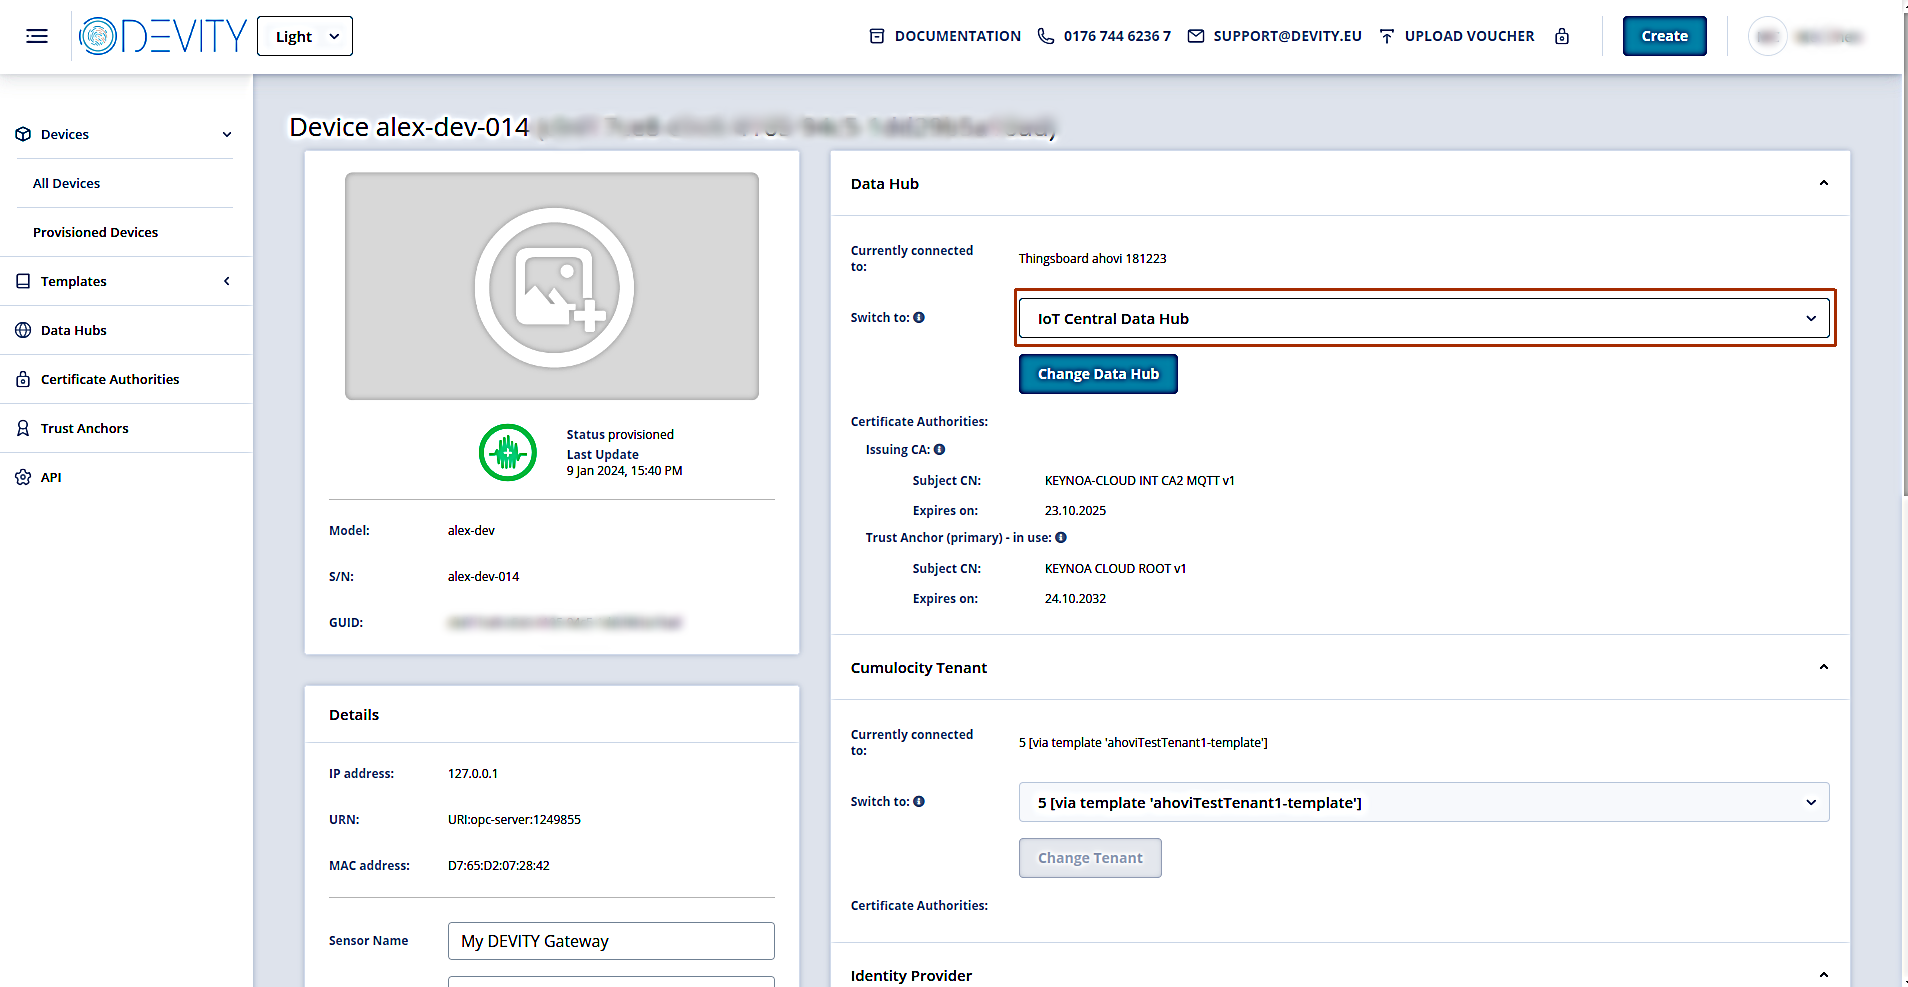 DEVITY
Light
DOCUMENTATION
0176 744 6236 7
SUPPORT@DEVITY.EU
UPLOAD VOUCHER
Create
Devices
All Devices
Provisioned Devices
Templates
Data Hubs
Certificate Authorities
Trust Anchors
API
Device alex-dev-014
Status provisioned
Last Update
9 Jan 2024, 15:40 PM
Model: alex-dev
S/N: alex-dev-014
GUID:
Details
IP address: 127.0.0.1
URN: URI:opc-server:1249855
MAC address: D7:65:D2:07:28:42
Sensor Name My DEVITY Gateway
Data Hub
Currently connected
to:
Thingsboard ahovi 181223
Switch to: IoT Central Data Hub
Change Data Hub
Certificate Authorities:
Issuing CA:
Subject CN: KEYNOA-CLOUD INT CA2 MQTT v1
Expires on: 23.10.2025
Trust Anchor (primary) - in use:
Subject CN: KEYNOA CLOUD ROOT v1
Expires on: 24.10.2032
Cumulocity Tenant
Currently connected
to:
5 [via template 'ahoviTestTenant1-template']
Switch to: 5 [via template 'ahoviTestTenant1-template']
Change Tenant
Certificate Authorities:
Identity Provider